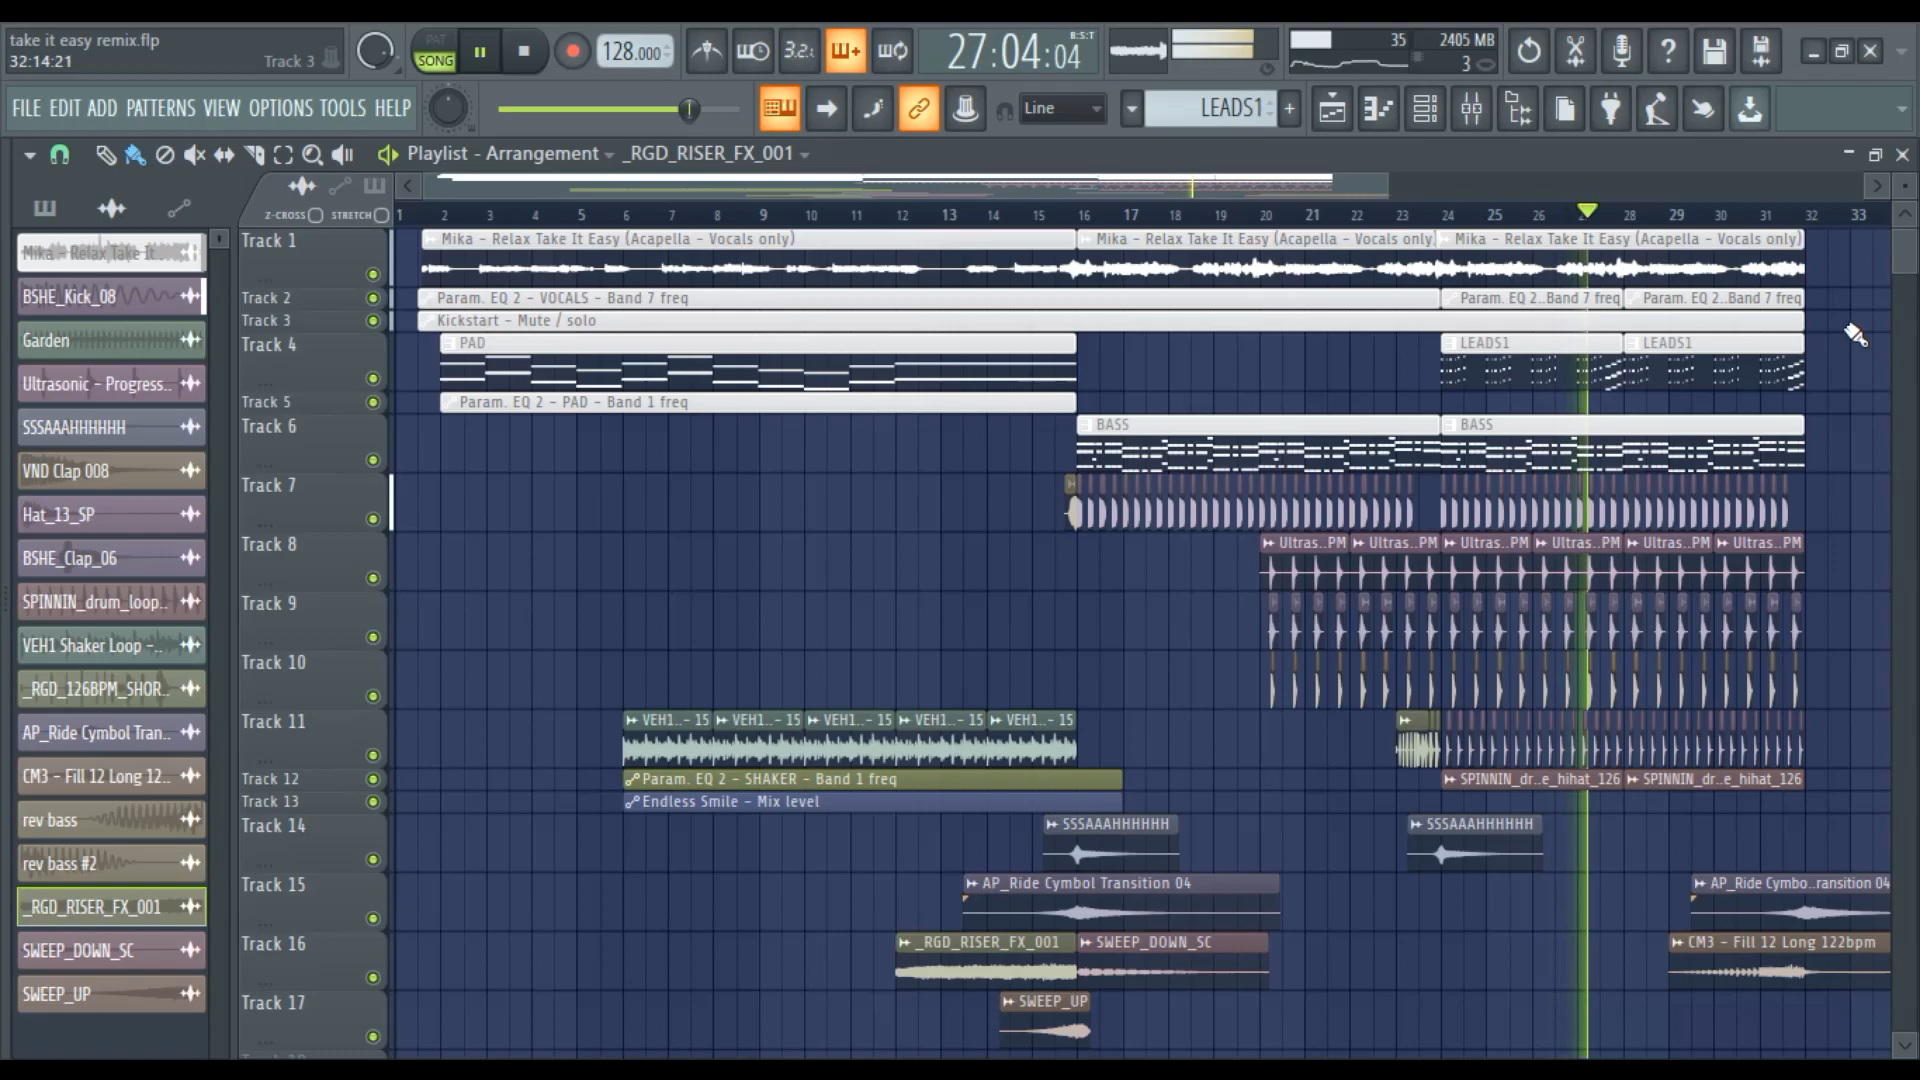 take it easy remix.flp
32:14:21 Track 3
PAT
SONG
128.000
3.2.
27:04:04
B:S:T
35 2405 MB
3
FILE EDIT ADD PATTERNS VIEW OPTIONS TOOLS HELP
Line
LEADS1
Playlist - Arrangement _RGD_RISER_FX_001
Z-CROSS STRETCH
1 2 3 4 5 6 7 8 9 10 11 12 13 14 15 16 17 18 19 20 21 22 23 24 25 26 28 29 30 31 32 33
Mika - Relax Take It..
BSHE_Kick_08
Garden
Ultrasonic - Progress..
SSSAAAHHHHHH
VND Clap 008
Hat_13_SP
BSHE_Clap_06
SPINNIN_drum_loop..
VEH1 Shaker Loop -..
_RGD_126BPM_SHOR..
AP_Ride Cymbol Tran..
CM3 - Fill 12 Long 12..
rev bass
rev bass #2
_RGD_RISER_FX_001
SWEEP_DOWN_SC
SWEEP_UP
Track 1
Mika - Relax Take It Easy (Acapella - Vocals only)
Mika - Relax Take It Easy (Acapella - Vocals only)
Mika - Relax Take It Easy (Acapella - Vocals only)
Track 2
Param. EQ 2 - VOCALS - Band 7 freq
Param. EQ 2..Band 7 freq
Param. EQ 2..Band 7 freq
Track 3
Kickstart - Mute / solo
Track 4
PAD
LEADS1
LEADS1
Track 5
Param. EQ 2 - PAD - Band 1 freq
Track 6
BASS
BASS
Track 7
Track 8
Ultras..PM
Ultras..PM
Ultras..PM
Ultras..PM
Ultras..PM
Ultras..PM
Track 9
Track 10
Track 11
VEH1..- 15
VEH1..- 15
VEH1..- 15
VEH1..- 15
VEH1..- 15
Track 12
Param. EQ 2 - SHAKER - Band 1 freq
SPINNIN_dr..e_hihat_126
SPINNIN_dr..e_hihat_126
Track 13
Endless Smile - Mix level
Track 14
SSSAAAHHHHHH
SSSAAAHHHHHH
Track 15
AP_Ride Cymbol Transition 04
AP_Ride Cymbo..ransition 04
Track 16
_RGD_RISER_FX_001
SWEEP_DOWN_SC
CM3 - Fill 12 Long 122bpm
Track 17
SWEEP_UP